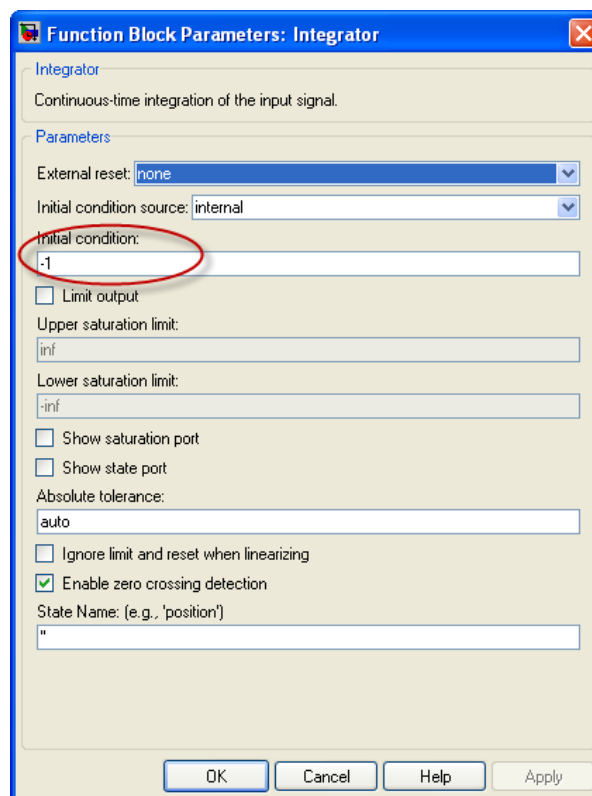 Function Block Parameters: Integrator
Integrator
Continuous-time integration of the input signal.
Parameters
External reset: none
Initial condition source: internal
Initial condition:
-1
Limit output
Upper saturation limit:
inf
Lower saturation limit:
-inf
Show saturation port
Show state port
Absolute tolerance:
auto
Ignore limit and reset when linearizing
Enable zero crossing detection
State Name: (e.g., 'position')
''
OK Cancel Help Apply